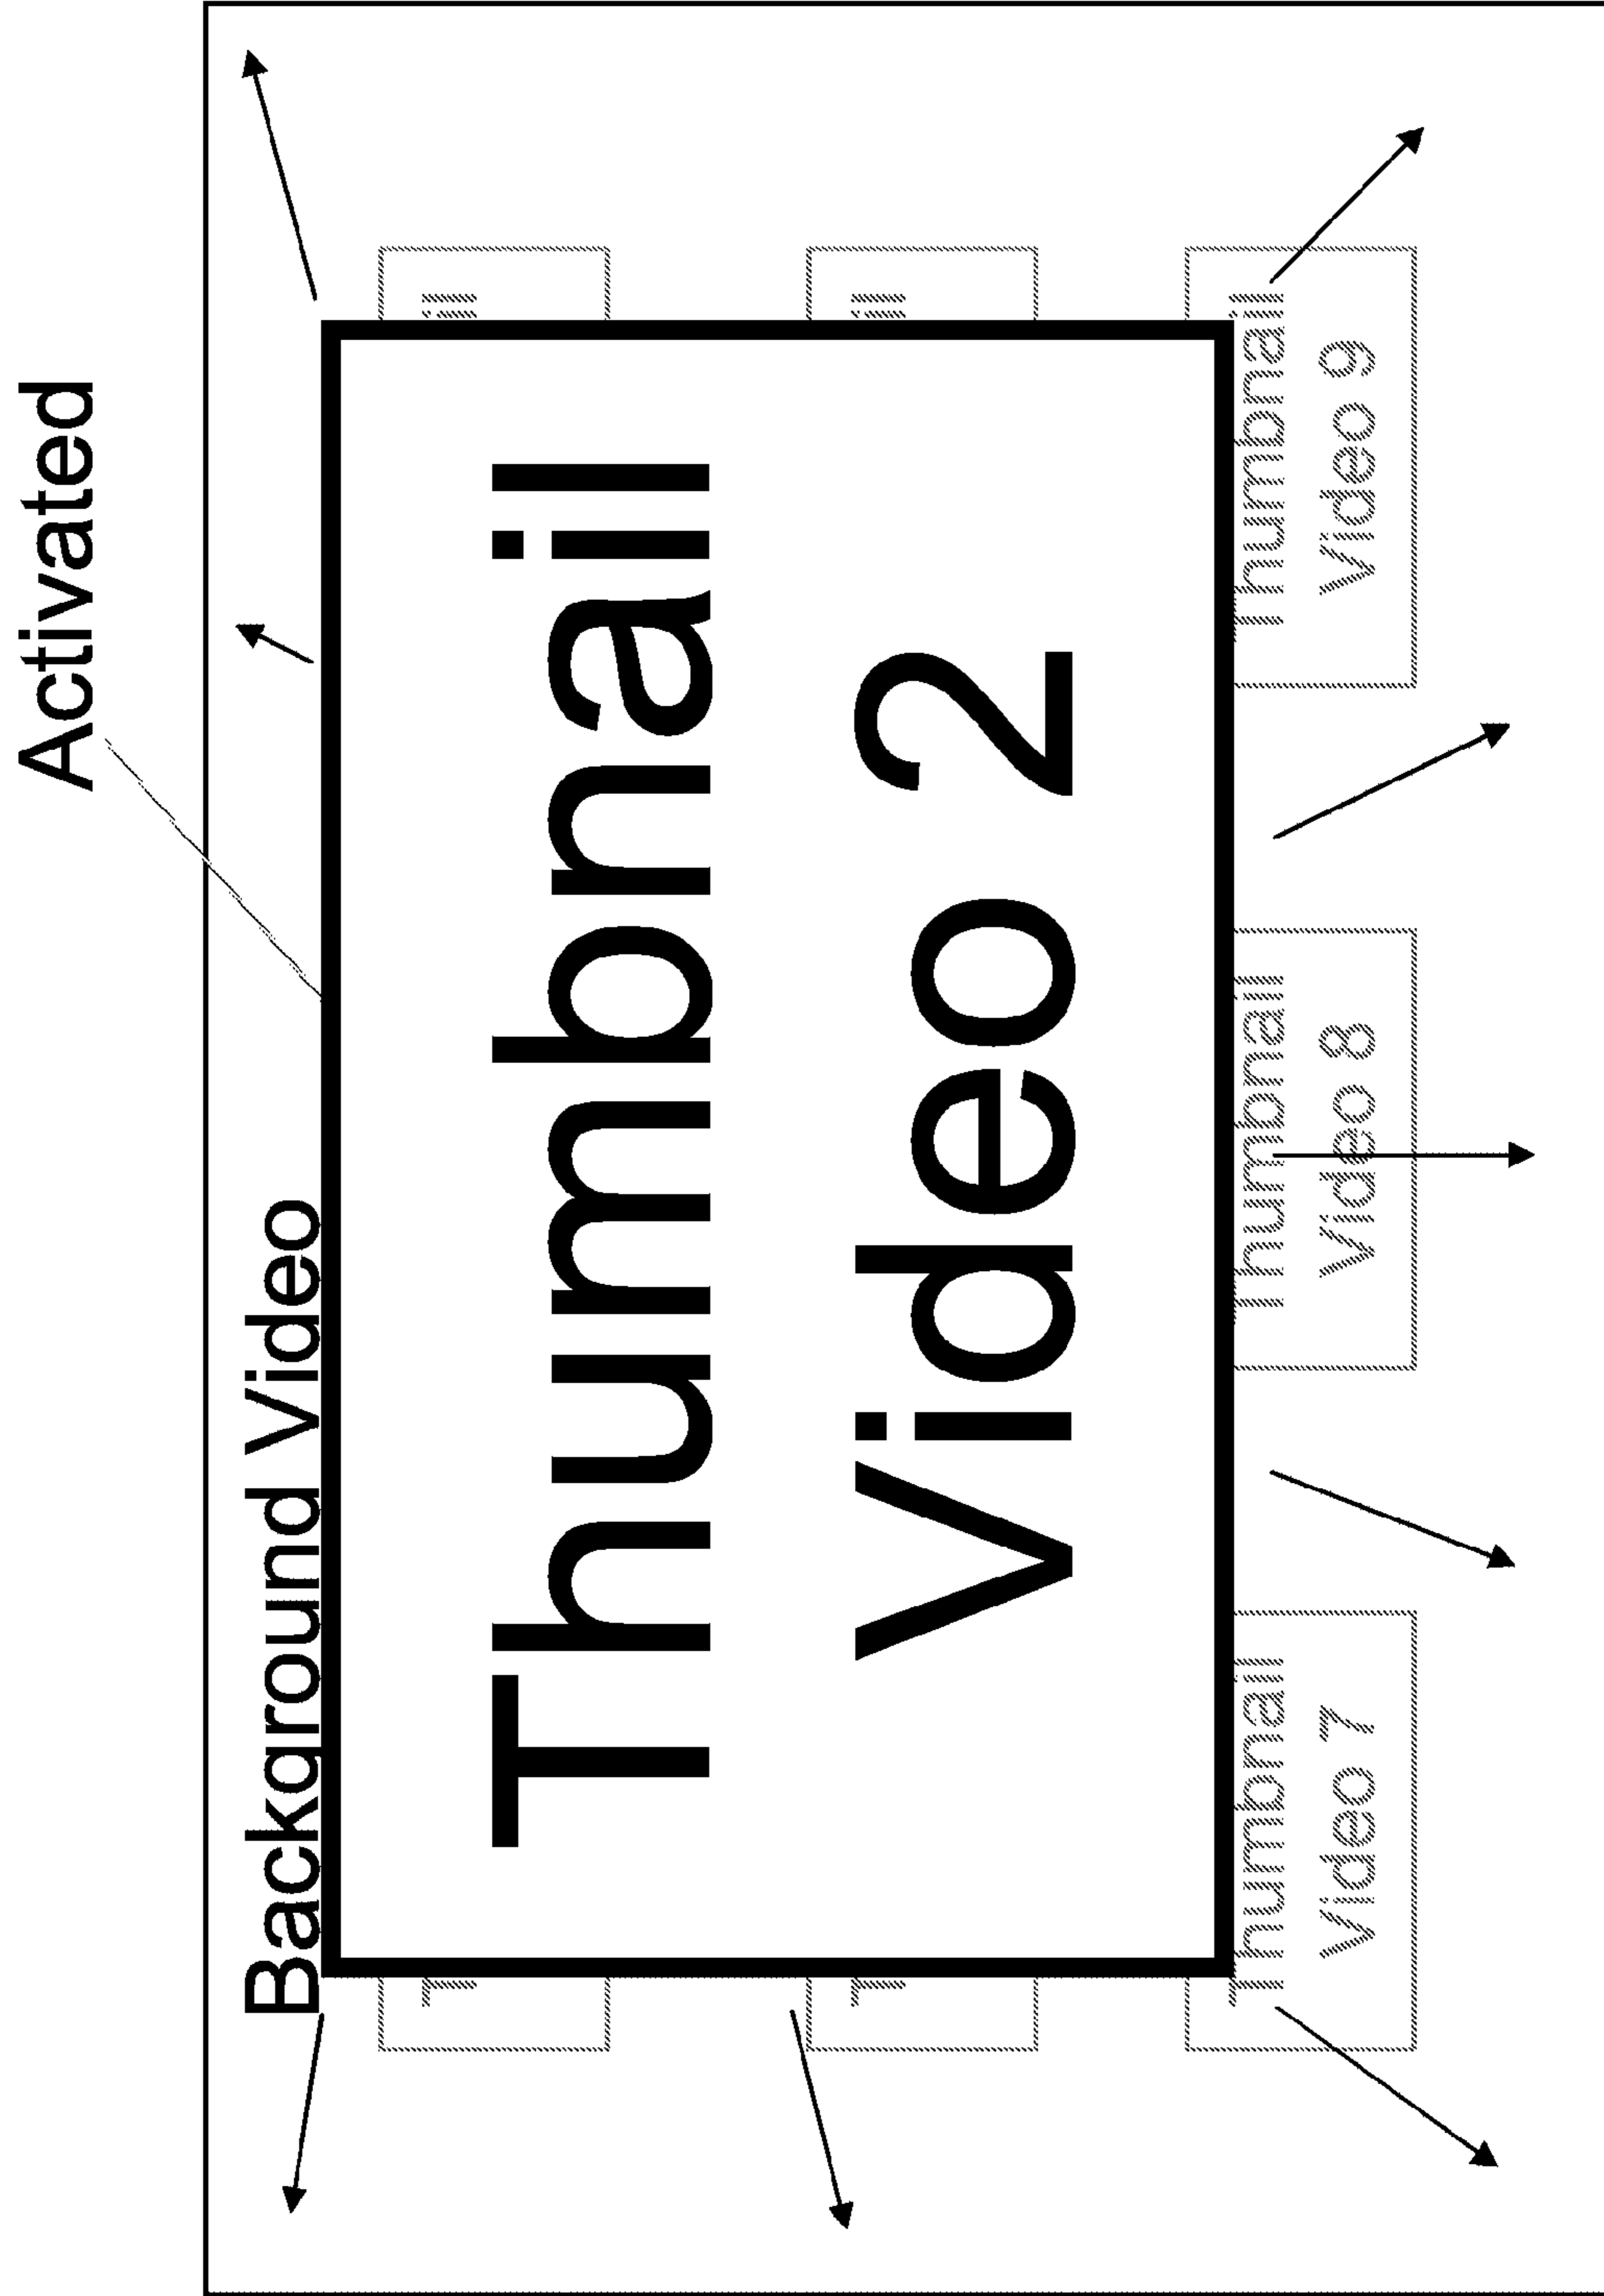 Activated
Background Video
Thumbnail
Video 2
Thumbnail
Video 7
Thumbnail
Video 8
Thumbnail
Video 9